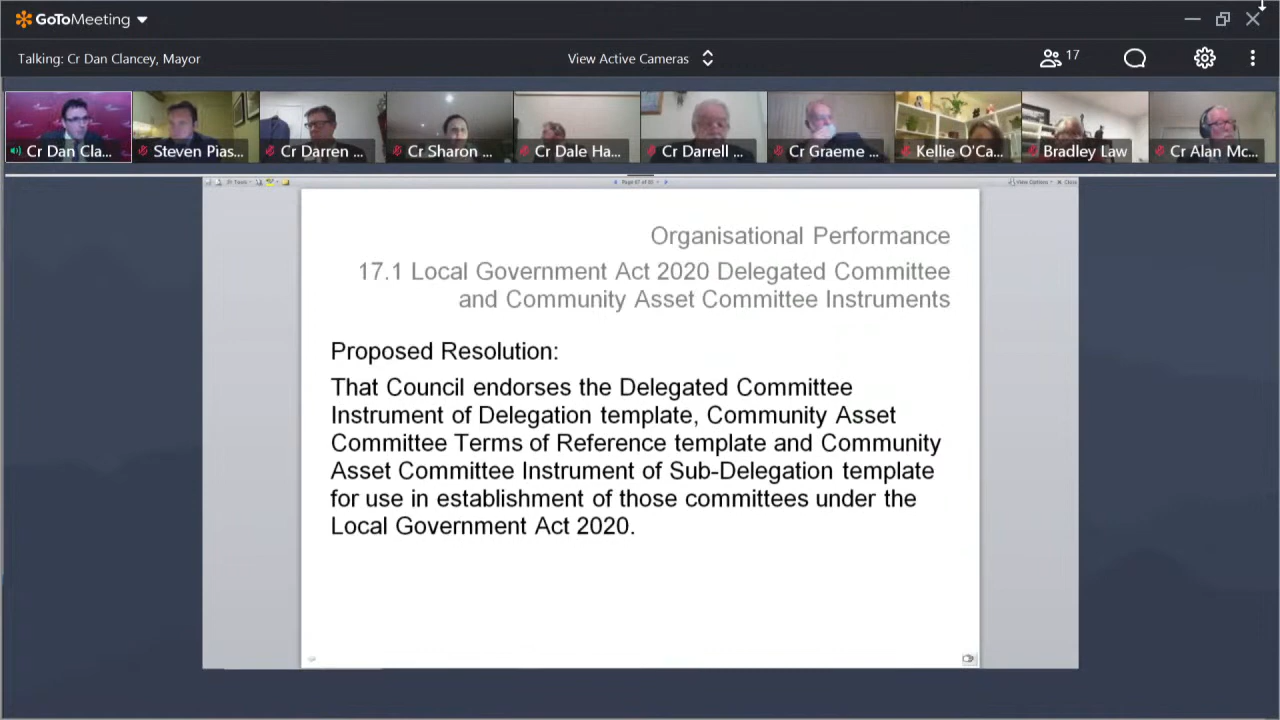 GoToMeeting
Talking: Cr Dan Clancey, Mayor
View Active Cameras
17
Cr Dan Cla...
Steven Pias...
Cr Darren ...
Cr Sharon ...
Cr Dale Ha...
Cr Darrell ...
Cr Graeme ...
Kellie O'Ca...
Bradley Law
Cr Alan Mc...
Tools
View Options
Close
Organisational Performance
17.1 Local Government Act 2020 Delegated Committee
and Community Asset Committee Instruments
Proposed Resolution:
That Council endorses the Delegated Committee
Instrument of Delegation template, Community Asset
Committee Terms of Reference template and Community
Asset Committee Instrument of Sub-Delegation template
for use in establishment of those committees under the
Local Government Act 2020.